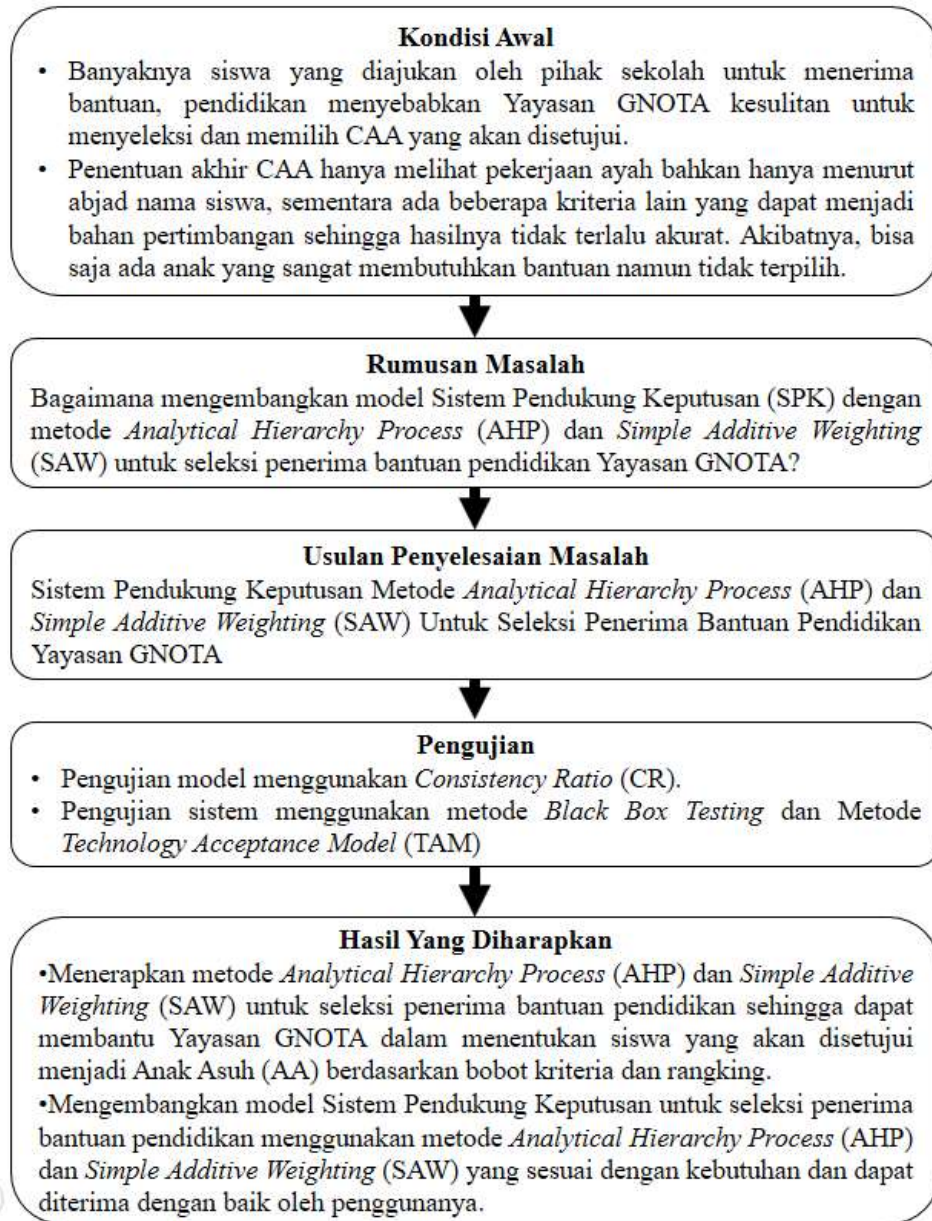 Kondisi Awal
• Banyaknya siswa yang diajukan oleh pihak sekolah untuk menerima
bantuan, pendidikan menyebabkan Yayasan GNOTA kesulitan untuk
menyeleksi dan memilih CAA yang akan disetujui.
• Penentuan akhir CAA hanya melihat pekerjaan ayah bahkan hanya menurut
abjad nama siswa, sementara ada beberapa kriteria lain yang dapat menjadi
bahan pertimbangan sehingga hasilnya tidak terlalu akurat. Akibatnya, bisa
saja ada anak yang sangat membutuhkan bantuan namun tidak terpilih.
Rumusan Masalah
Bagaimana mengembangkan model Sistem Pendukung Keputusan (SPK) dengan
metode Analytical Hierarchy Process (AHP) dan Simple Additive Weighting
(SAW) untuk seleksi penerima bantuan pendidikan Yayasan GNOTA?
Usulan Penyelesaian Masalah
Sistem Pendukung Keputusan Metode Analytical Hierarchy Process (AHP) dan
Simple Additive Weighting (SAW) Untuk Seleksi Penerima Bantuan Pendidikan
Yayasan GNOTA
Pengujian
• Pengujian model menggunakan Consistency Ratio (CR).
• Pengujian sistem menggunakan metode Black Box Testing dan Metode
Technology Acceptance Model (TAM)
Hasil Yang Diharapkan
•Menerapkan metode Analytical Hierarchy Process (AHP) dan Simple Additive
Weighting (SAW) untuk seleksi penerima bantuan pendidikan sehingga dapat
membantu Yayasan GNOTA dalam menentukan siswa yang akan disetujui
menjadi Anak Asuh (AA) berdasarkan bobot kriteria dan rangking.
•Mengembangkan model Sistem Pendukung Keputusan untuk seleksi penerima
bantuan pendidikan menggunakan metode Analytical Hierarchy Process (AHP)
dan Simple Additive Weighting (SAW) yang sesuai dengan kebutuhan dan dapat
diterima dengan baik oleh penggunanya.